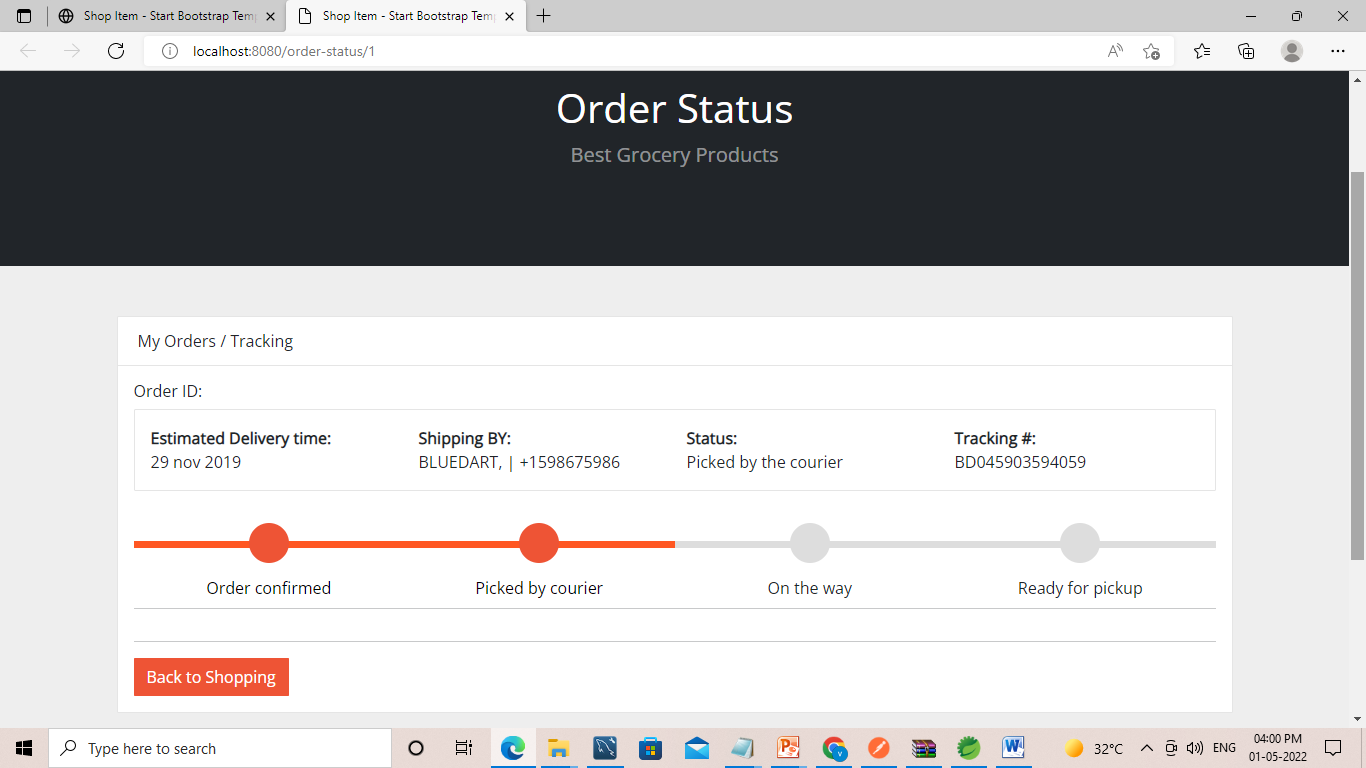 Shop Item - Start Bootstrap Tem
Shop Item - Start Bootstrap Tem
localhost:8080/order-status/1
Order Status
Best Grocery Products
My Orders / Tracking
Order ID:
Estimated Delivery time: Shipping BY: Status: Tracking #:
29 nov 2019 BLUEDART, | +1598675986 Picked by the courier BD045903594059
Order confirmed Picked by courier On the way Ready for pickup
Back to Shopping
Type here to search
32°C ENG
04:00 PM
01-05-2022